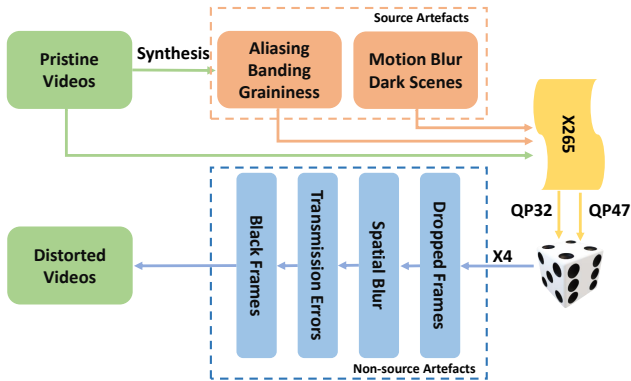 Source Artefacts
Pristine
Videos
Synthesis
Aliasing
Banding
Graininess
Motion Blur
Dark Scenes
X265
QP32
QP47
X4
Dropped Frames
Spatial Blur
Transmission Errors
Black Frames
Distorted
Videos
Non-source Artefacts